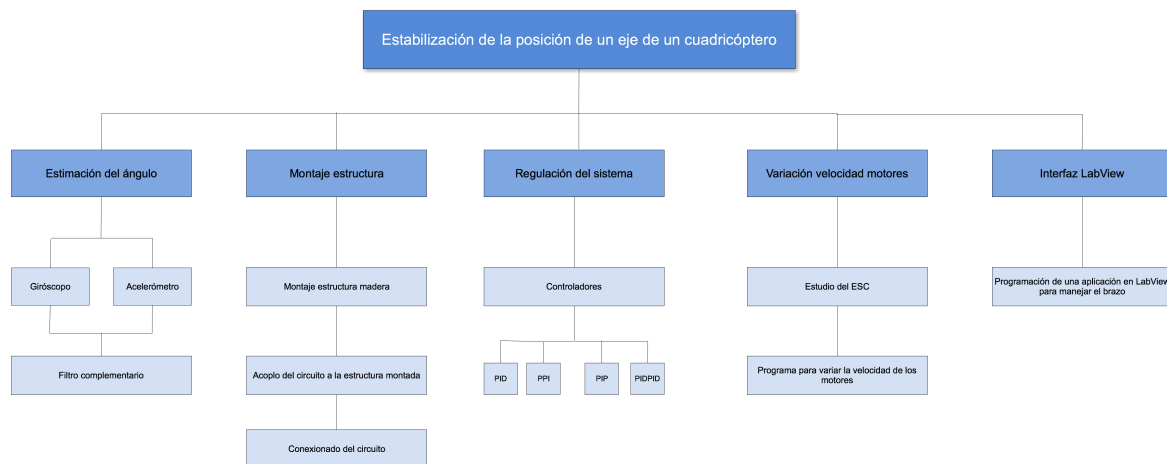 Estabilización de la posición de un eje de un cuadricóptero
Estimación del ángulo
Montaje estructura
Regulación del sistema
Variación velocidad motores
Interfaz LabView
Giróscopo
Acelerómetro
Montaje estructura madera
Controladores
Estudio del ESC
Programación de una aplicación en LabView
para manejar el brazo
Filtro complementario
Acoplo del circuito a la estructura montada
PID
PPI
PIP
PIDPID
Programa para variar la velocidad de los
motores
Conexionado del circuito